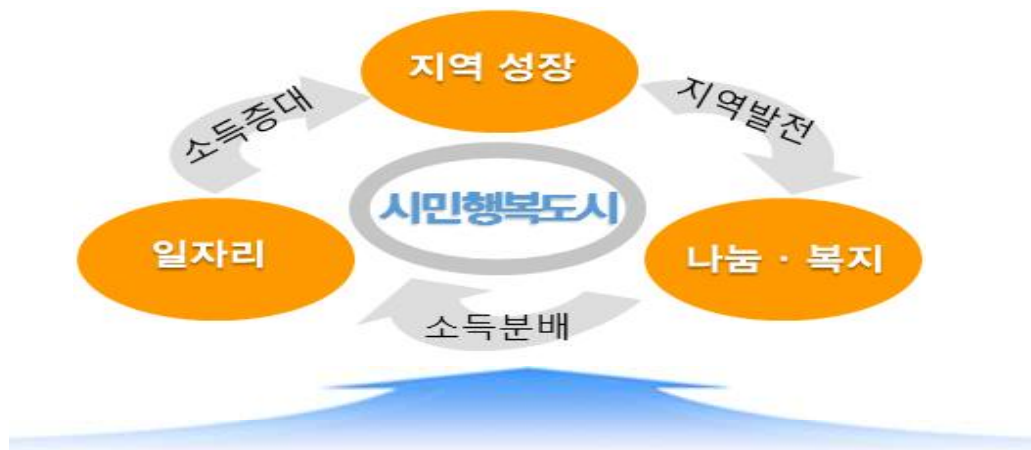 지역 성장
소득증대
지역발전
시민행복도시
일자리
나눔 · 복지
소득분배